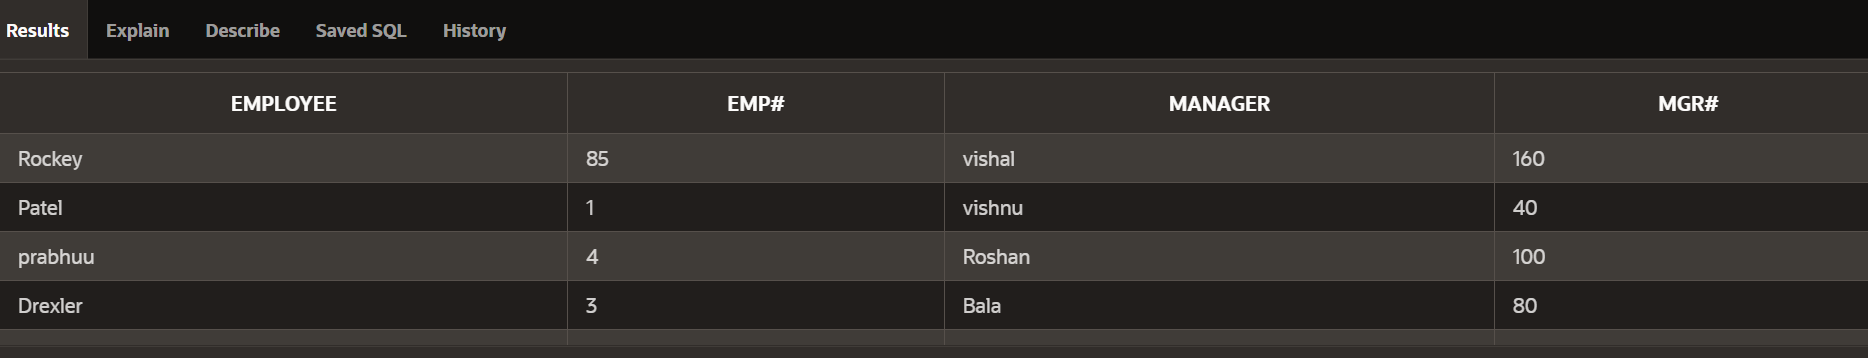 Results Explain Describe Saved SQL History
EMPLOYEE EMP# MANAGER MGR#
Rockey 85 vishal 160
Patel 1 vishnu 40
prabhuu 4 Roshan 100
Drexler 3 Bala 80